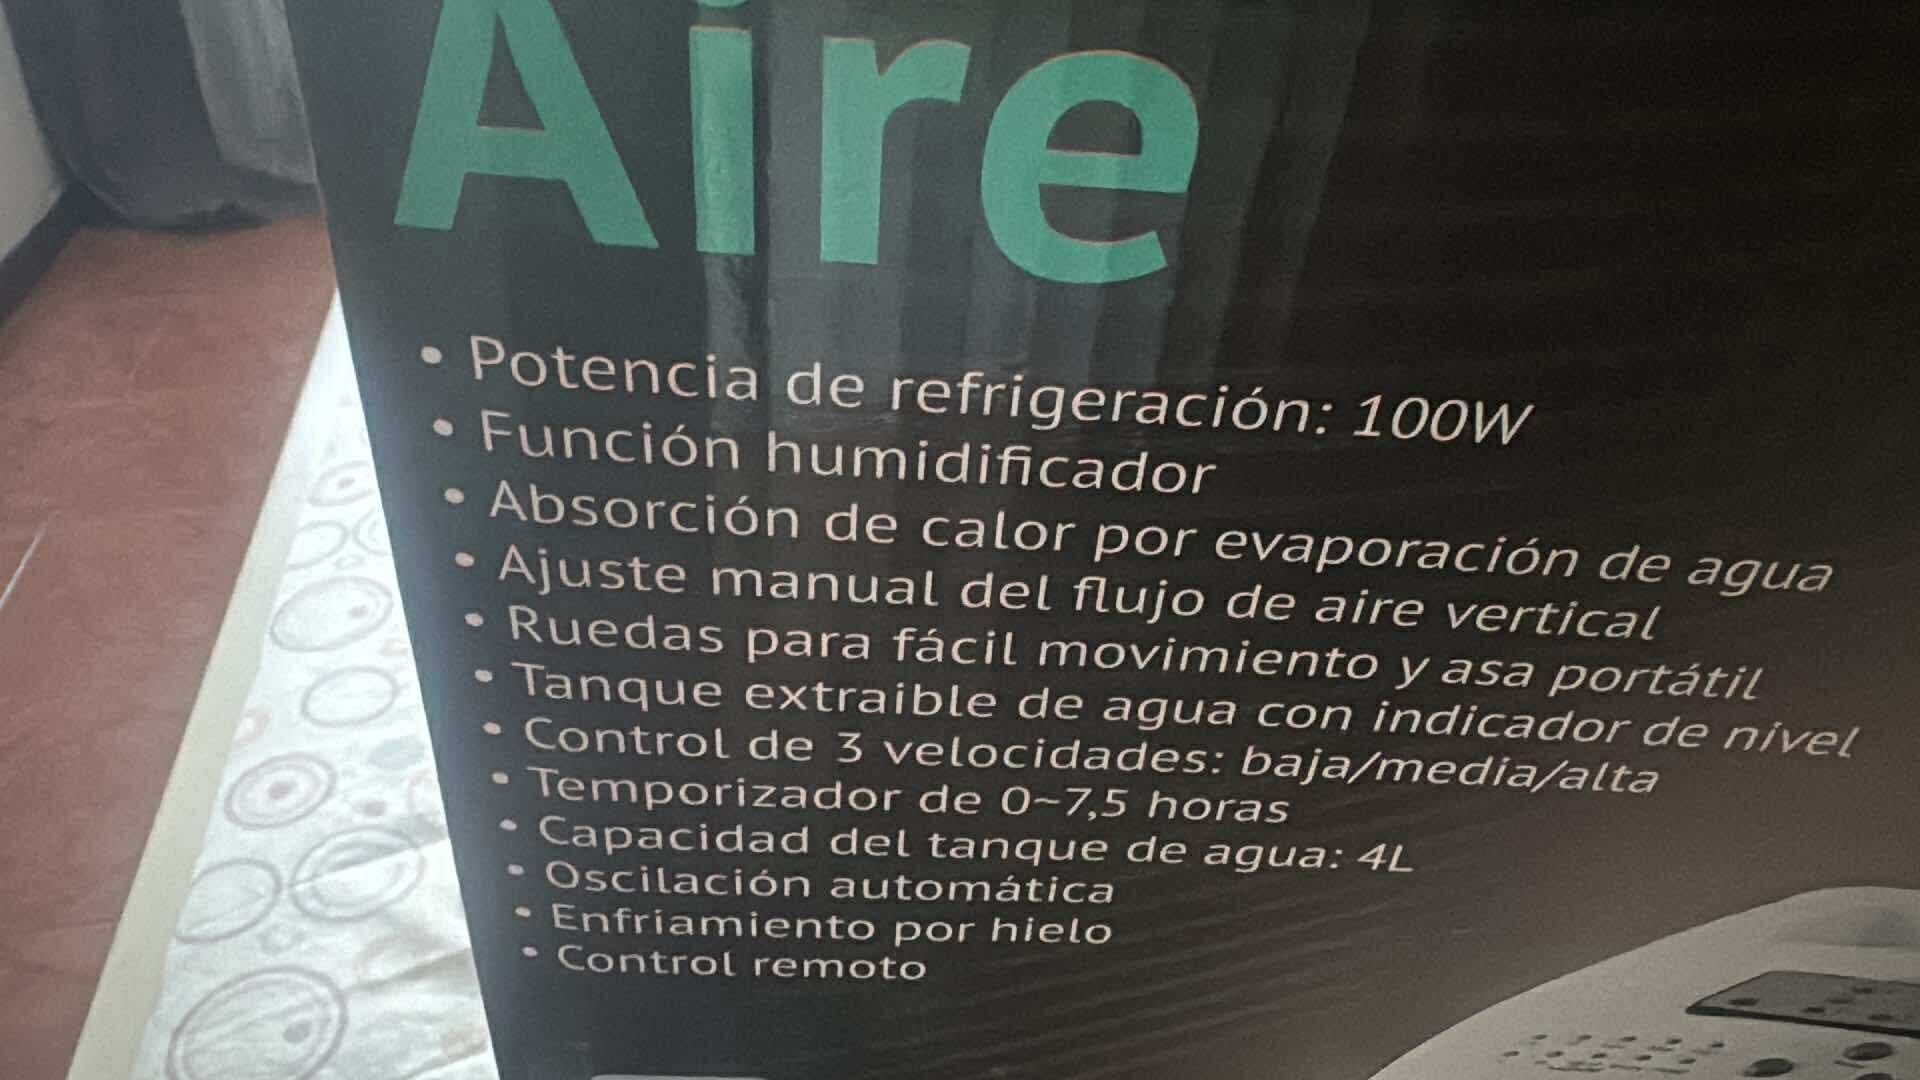 Aire
• Potencia de refrigeración: 100W
• Función humidificador
• Absorción de calor por evaporación de agua
• Ajuste manual del flujo de aire vertical
• Ruedas para fácil movimiento y asa portátil
• Tanque extraible de agua con indicador de nivel
• Control de 3 velocidades: baja/media/alta
• Temporizador de 0~7,5 horas
• Capacidad del tanque de agua: 4L
• Oscilación automática
• Enfriamiento por hielo
• Control remoto